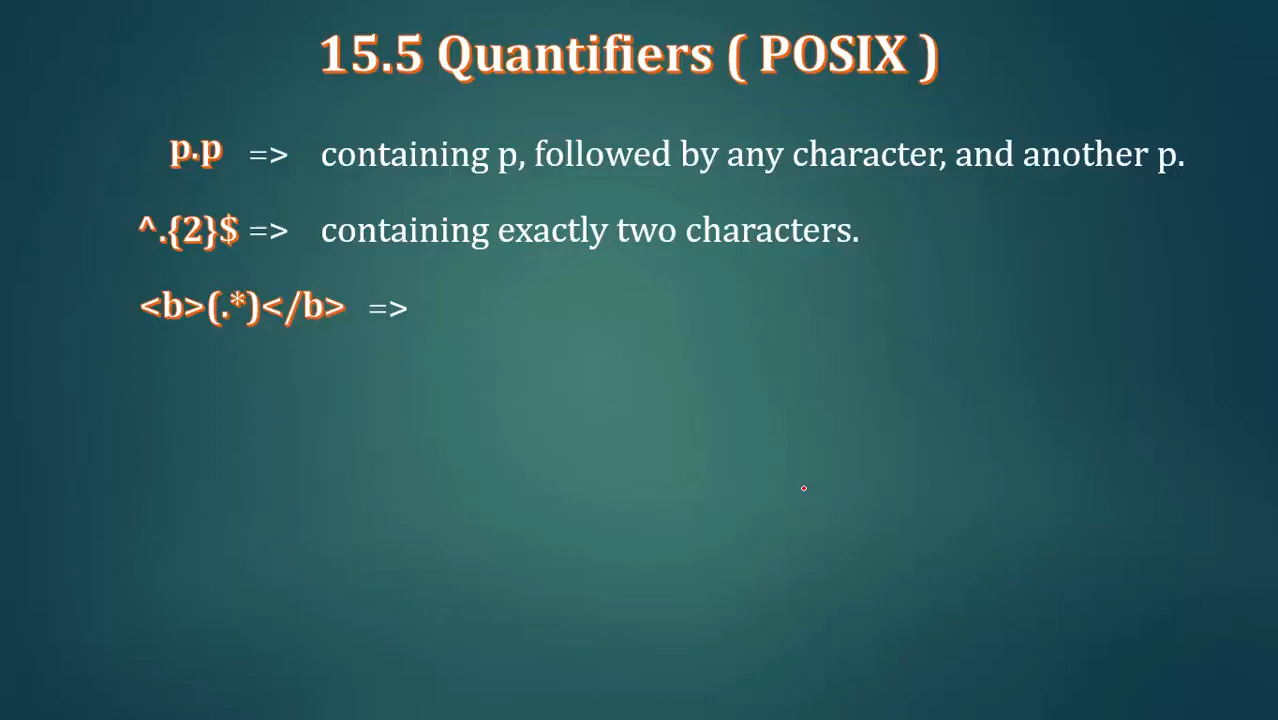 15.5 Quantifiers ( POSIX )
p.p => containing p, followed by any character, and another p.
^.{2}$ => containing exactly two characters.
<b>(.*)</b> =>